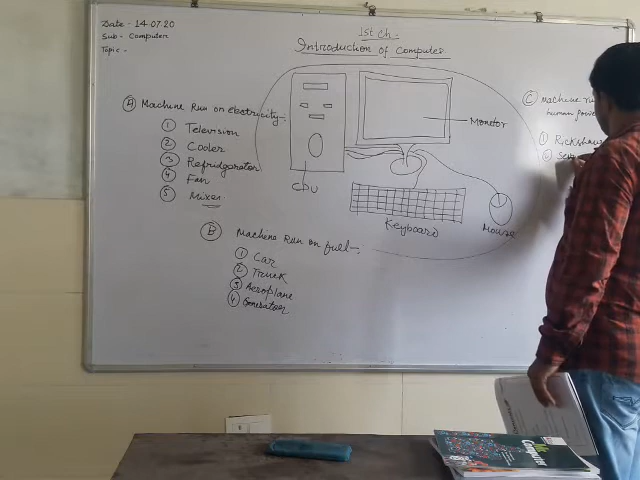 Date - 14.07.20
Sub - Computer
Topic -
1st Ch.
Introduction of Computer
A Machine Run on electricity:-
1 Television
2 Cooler
3 Refridgerator
4 Fan
5 Mixer
CPU
Monitor
Keyboard
Mouse
B Machine Run on fuel:-
1 Car
2 Truck
3 Aeroplane
4 Generator
C Machine
human
1 Rickshaw
2
Computer